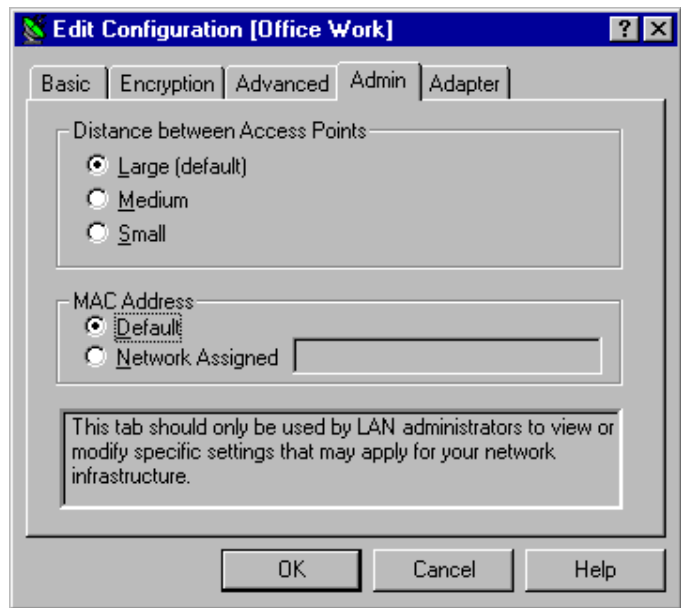 Edit Configuration [Office Work]
Basic Encryption Advanced Admin Adapter
Distance between Access Points
Large (default)
Medium
Small
MAC Address
Default
Network Assigned
This tab should only be used by LAN administrators to view or
modify specific settings that may apply for your network
infrastructure.
OK Cancel Help